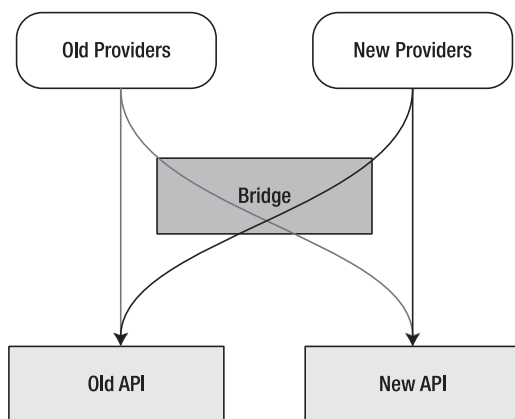 Old Providers
New Providers
Bridge
Old API
New API